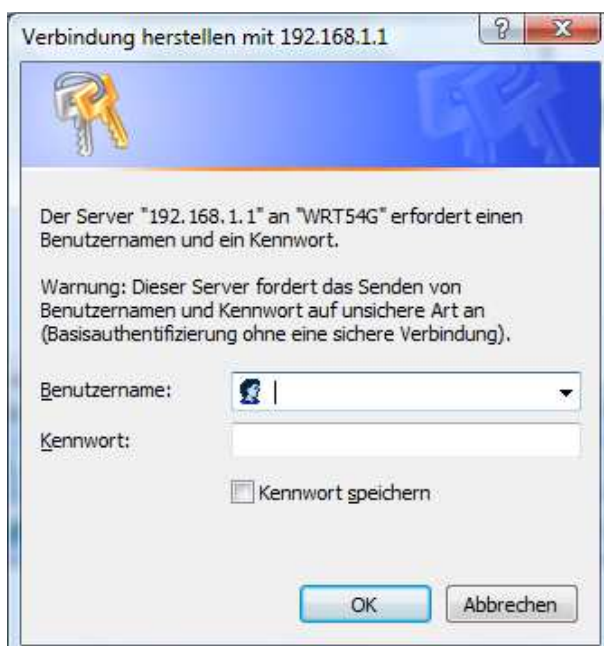 Verbindung herstellen mit 192.168.1.1
Der Server "192.168.1.1" an "WRT54G" erfordert einen
Benutzernamen und ein Kennwort.
Warnung: Dieser Server fordert das Senden von
Benutzernamen und Kennwort auf unsichere Art an
(Basisauthentifizierung ohne eine sichere Verbindung).
Benutzername:
Kennwort:
Kennwort speichern
OK Abbrechen